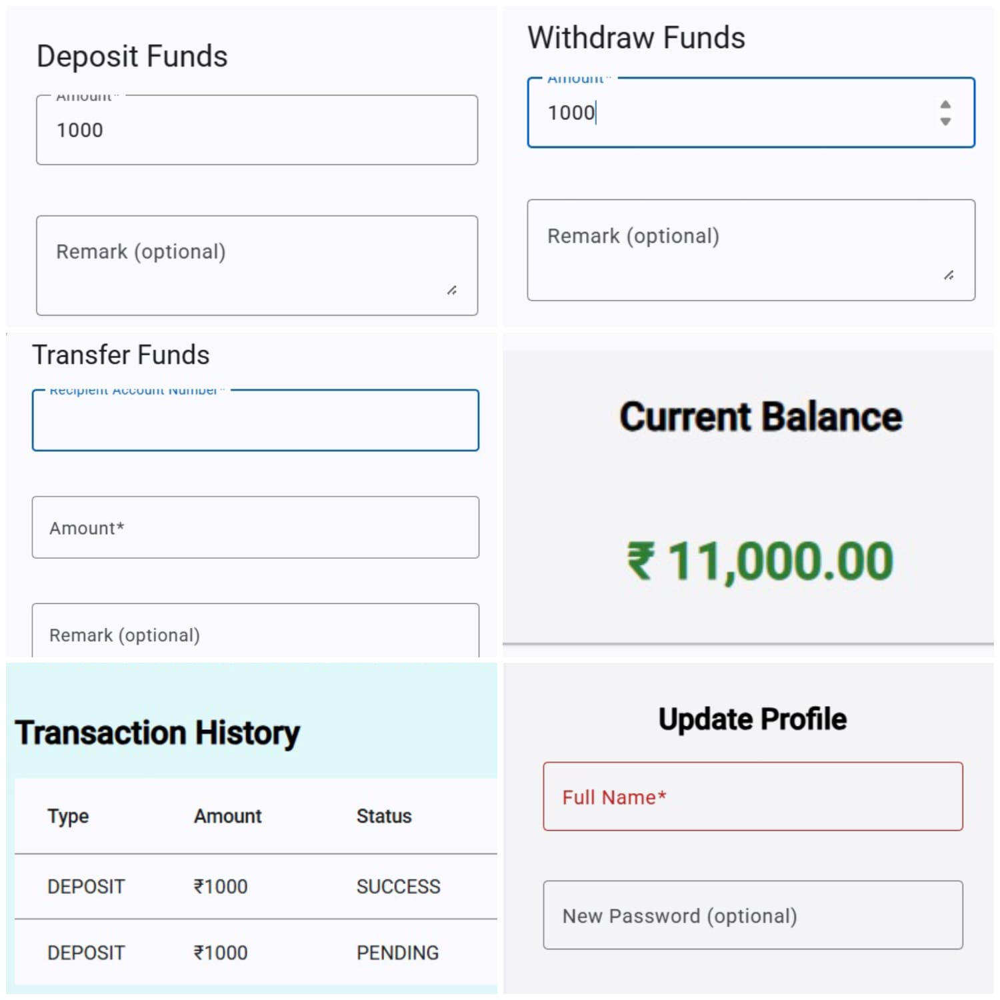 Deposit Funds
Amount*
1000
Remark (optional)
Withdraw Funds
Amount*
1000
Remark (optional)
Transfer Funds
Recipient Account Number*
Amount*
Remark (optional)
Current Balance
₹ 11,000.00
Transaction History
Type Amount Status
DEPOSIT ₹1000 SUCCESS
DEPOSIT ₹1000 PENDING
Update Profile
Full Name*
New Password (optional)